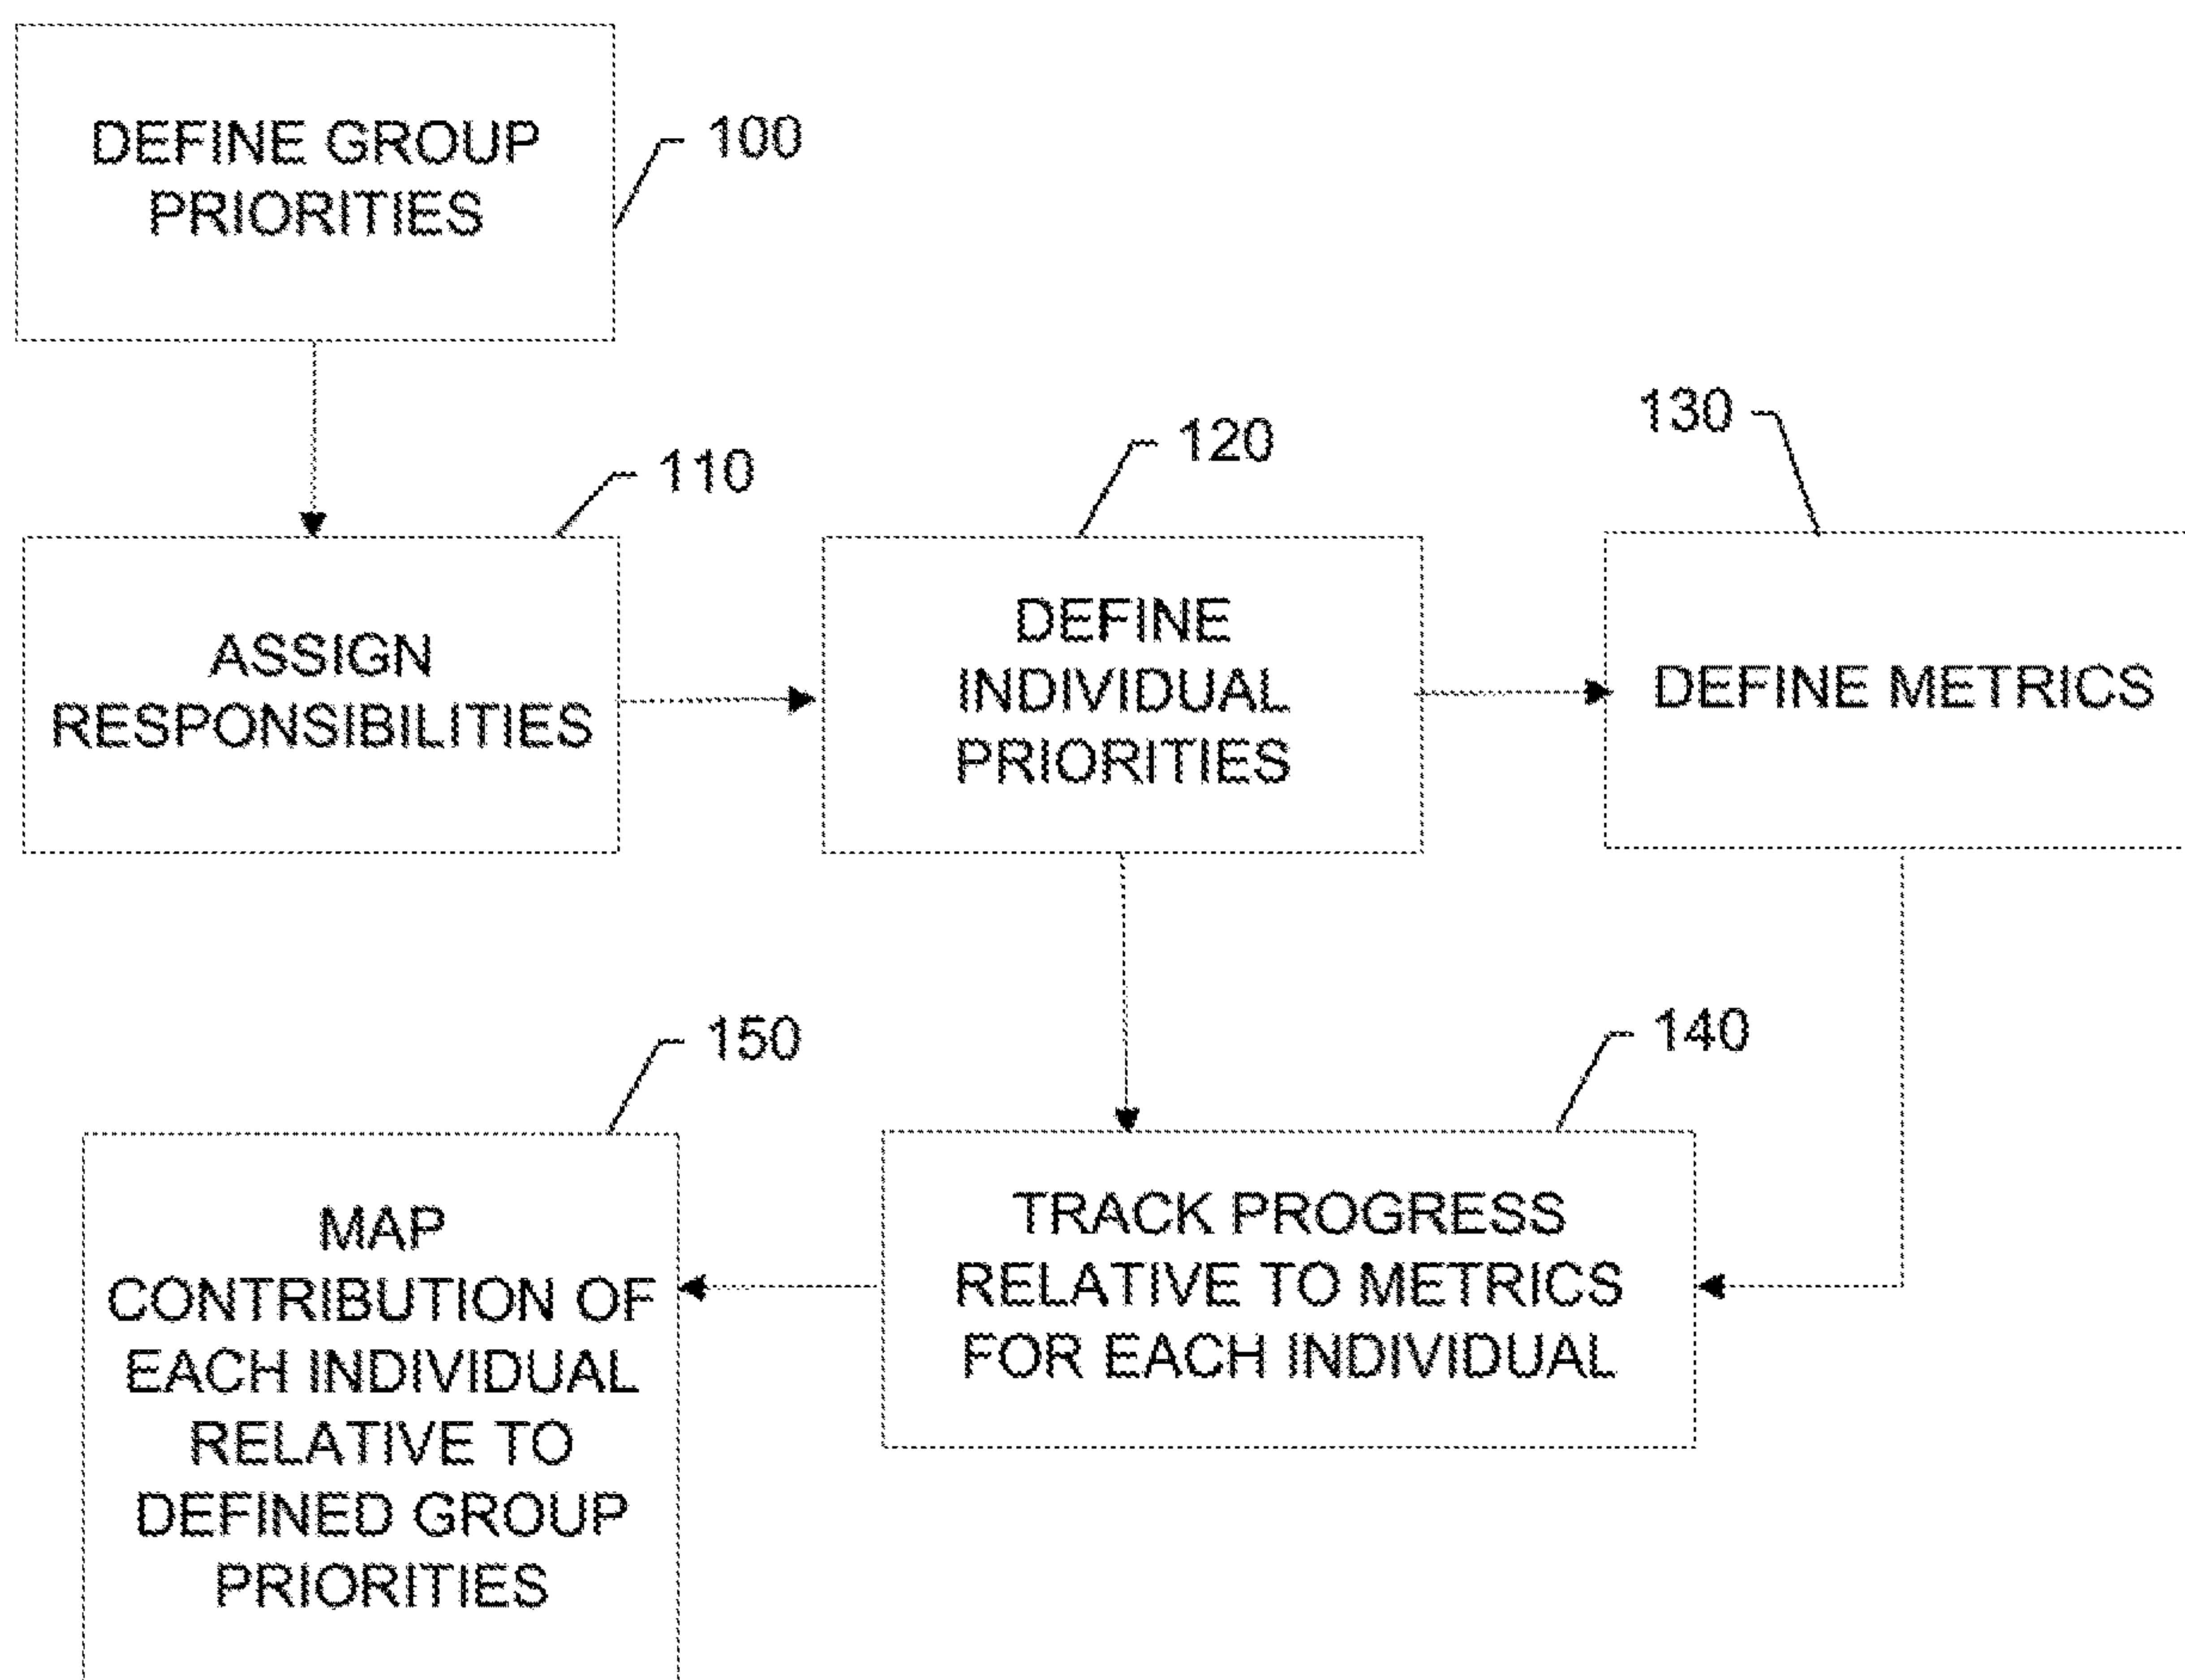 DEFINE GROUP
PRIORITIES
100
110
ASSIGN
RESPONSIBILITIES
120
DEFINE
INDIVIDUAL
PRIORITIES
130
DEFINE METRICS
140
TRACK PROGRESS
RELATIVE TO METRICS
FOR EACH INDIVIDUAL
150
MAP
CONTRIBUTION OF
EACH INDIVIDUAL
RELATIVE TO
DEFINED GROUP
PRIORITIES